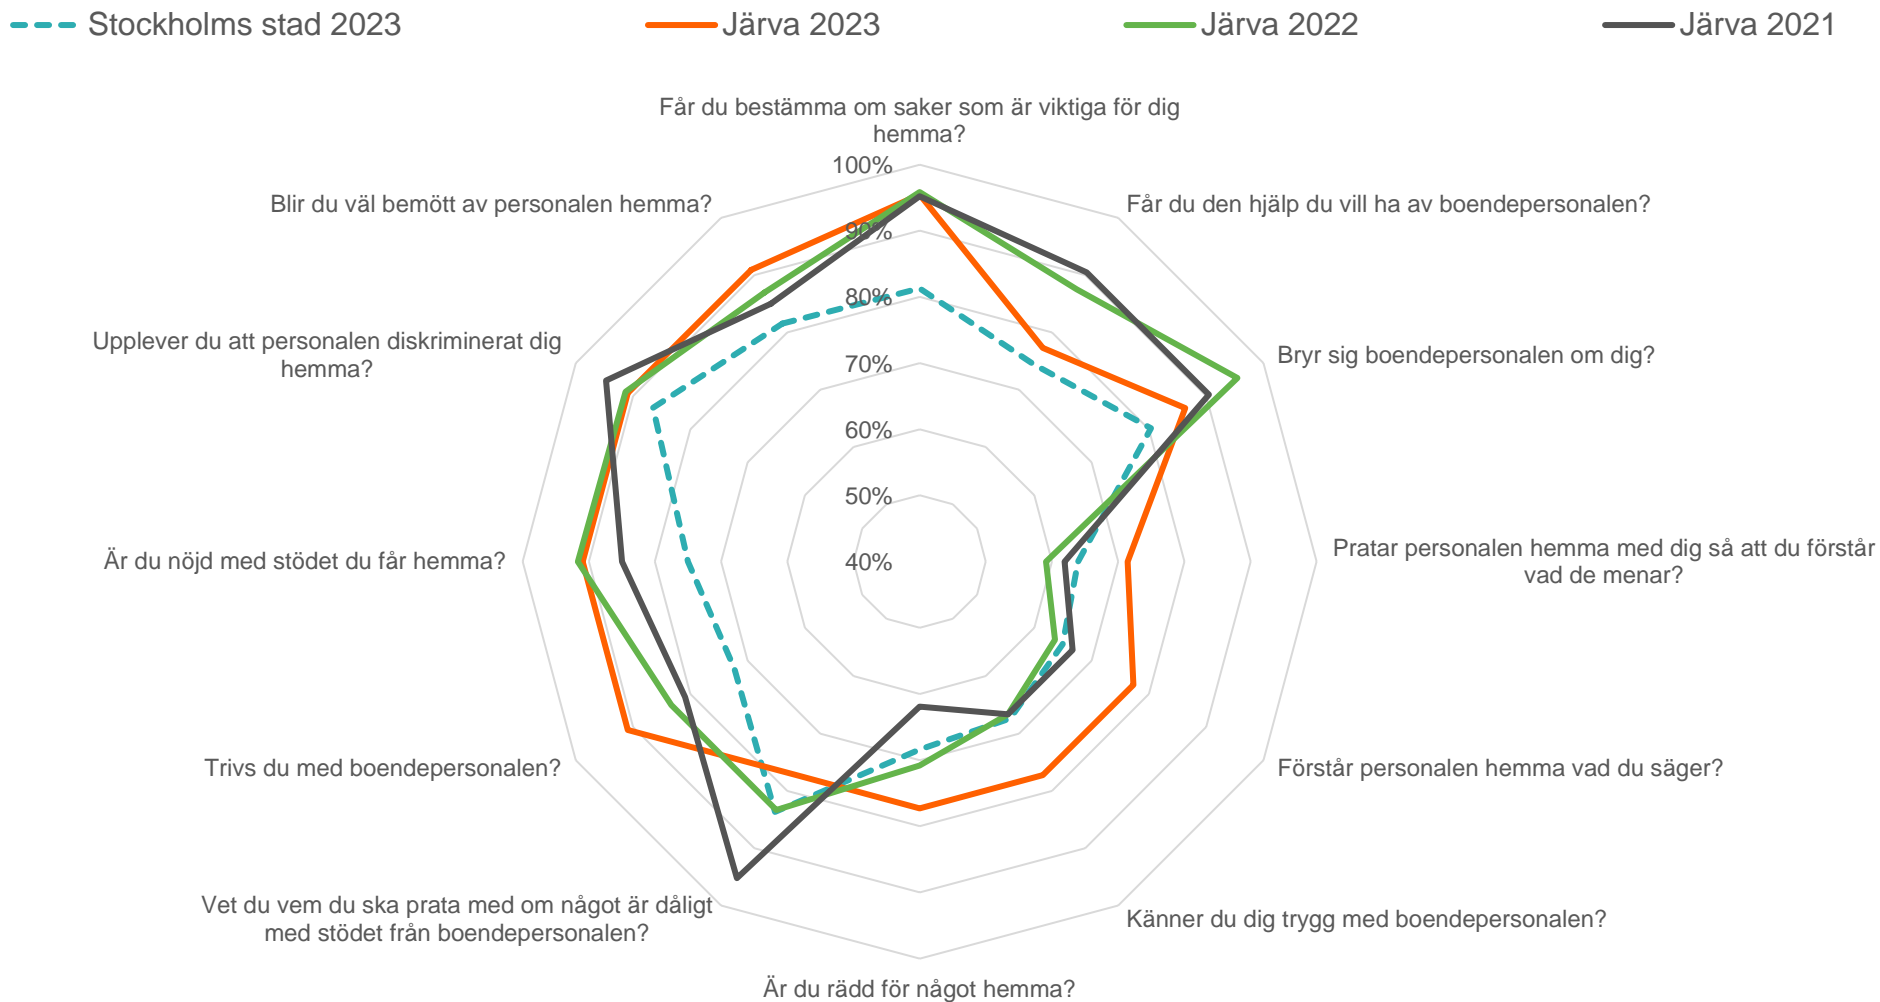 Stockholms stad 2023
Järva 2023
Järva 2022
Järva 2021
Får du bestämma om saker som är viktiga för dig
hemma?
100%
90%
80%
70%
60%
50%
40%
Får du den hjälp du vill ha av boendepersonalen?
Bryr sig boendepersonalen om dig?
Pratar personalen hemma med dig så att du förstår
vad de menar?
Förstår personalen hemma vad du säger?
Känner du dig trygg med boendepersonalen?
Är du rädd för något hemma?
Vet du vem du ska prata med om något är dåligt
med stödet från boendepersonalen?
Trivs du med boendepersonalen?
Är du nöjd med stödet du får hemma?
Upplever du att personalen diskriminerat dig
hemma?
Blir du väl bemött av personalen hemma?